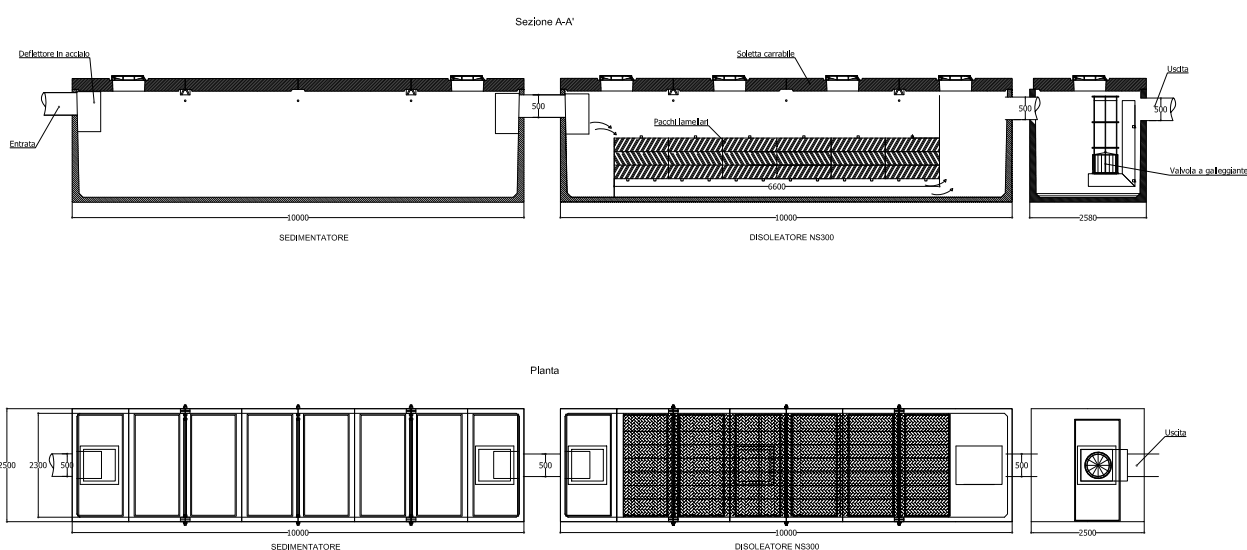 Sezione A-A'
Deflettore in acciaio
Soletta carrabile
Uscita
500
500
500
Entrata
Pacchi lamellari
Valvola a galleggiante
6600
10000
10000
2580
SEDIMENTATORE
DISOLEATORE NS300
Pianta
Uscita
2500
2300
500
500
500
10000
10000
2500
SEDIMENTATORE
DISOLEATORE NS300